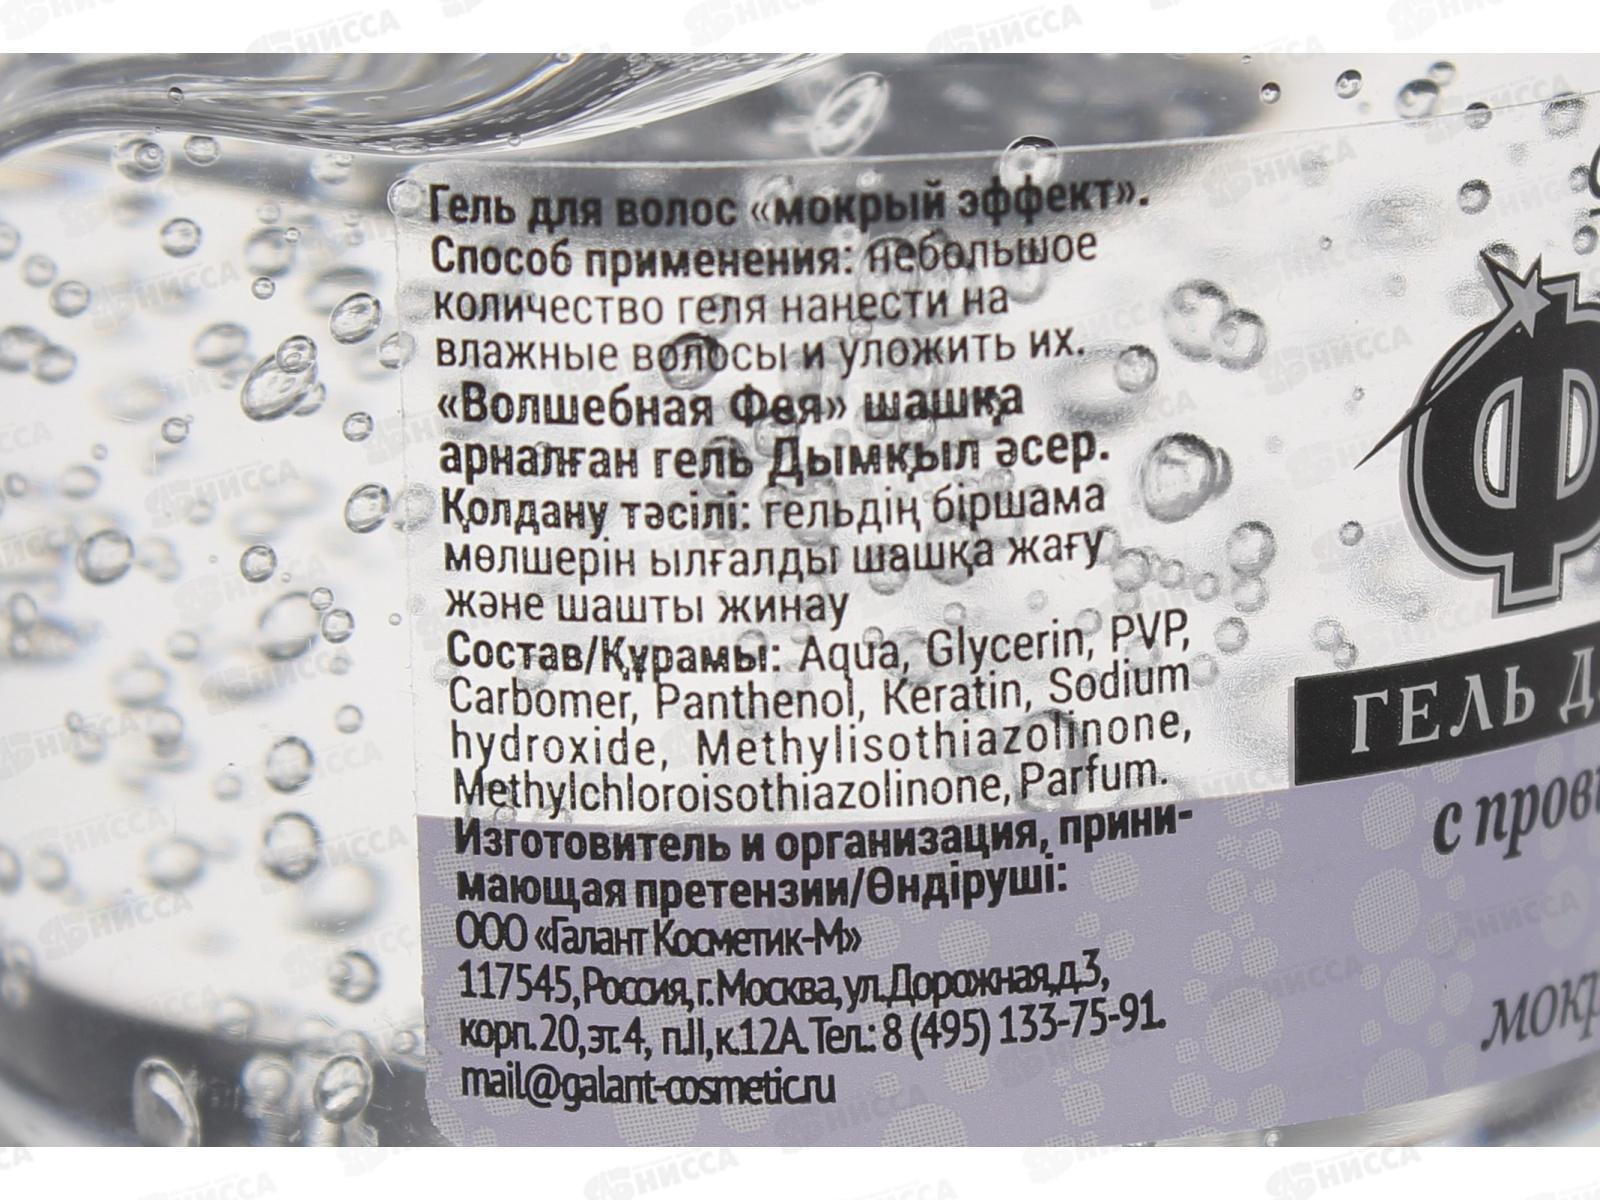 Гель для волос «мокрый эффект».
Способ применения: небольшое
количество геля нанести на
влажные волосы и уложить их.
«Волшебная Фея» шашқа
арналған гель Дымқыл әсер.
Қолдану тәсілі: гельдің біршама
мөлшерін ылғалды шашқа жағу
және шашты жинау
Состав/Құрамы: Aqua, Glycerin, PVP,
Carbomer, Panthenol, Keratin, Sodium
hydroxide, Methylisothiazolinone,
Methylchloroisothiazolinone, Parfum.
Изготовитель и организация, прини-
мающая претензии/Өндіруші:
ООО «Галант Косметик-М»
117545, Россия, г. Москва, ул. Дорожная, д.3,
корп. 20, эт. 4, п.II, к.12А. Тел.: 8 (495) 133-75-91.
mail@galant-cosmetic.ru
Ф
ГЕЛЬ Д
с пров
мокр